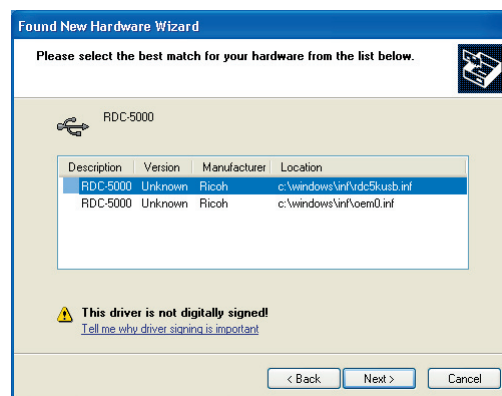 Found New Hardware Wizard
Please select the best match for your hardware from the list below.
RDC-5000
Description Version Manufacturer Location
RDC-5000 Unknown Ricoh c:\windows\inf\rdc5kusb.inf
RDC-5000 Unknown Ricoh c:\windows\inf\oem0.inf
This driver is not digitally signed!
Tell me why driver signing is important
< Back Next > Cancel